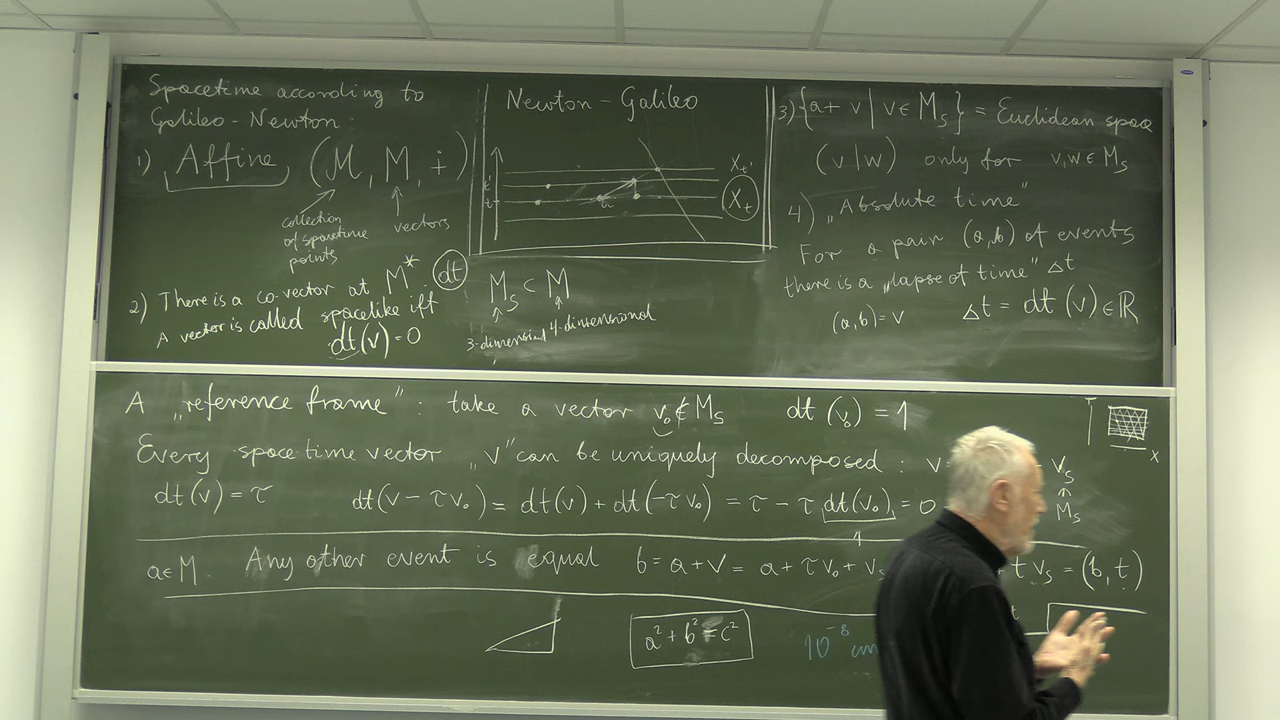 Spacetime according to
Galileo-Newton:
1) Affine (M, M, +)
collection
of spacetime
points
vectors
2) There is a co-vector at M* dt
A vector is called spacelike iff
dt(v) = 0
Newton - Galileo
t'
t
X_t'
X_t
M_S ⊂ M
3-dimensional 4-dimensional
3) {a + v | v ∈ M_S} = Euclidean space
(v|w) only for v,w ∈ M_S
4) „Absolute time"
For a pair (a,b) of events
there is a „lapse of time" Δt
(a,b) = v Δt = dt(v) ∈ ℝ
A „reference frame": take a vector v₀ ∉ M_S dt(v₀) = 1
Every spacetime vector „v" can be uniquely decomposed: v
v_S
M_S
x
dt(v) = τ dt(v - τv₀) = dt(v) + dt(-τv₀) = τ - τ dt(v₀) = 0
1
a ∈ M. Any other event is equal b = a + v = a + τv₀ + v_S
+ v_S = (b, t)
a² + b² = c²
10⁻⁸ cm